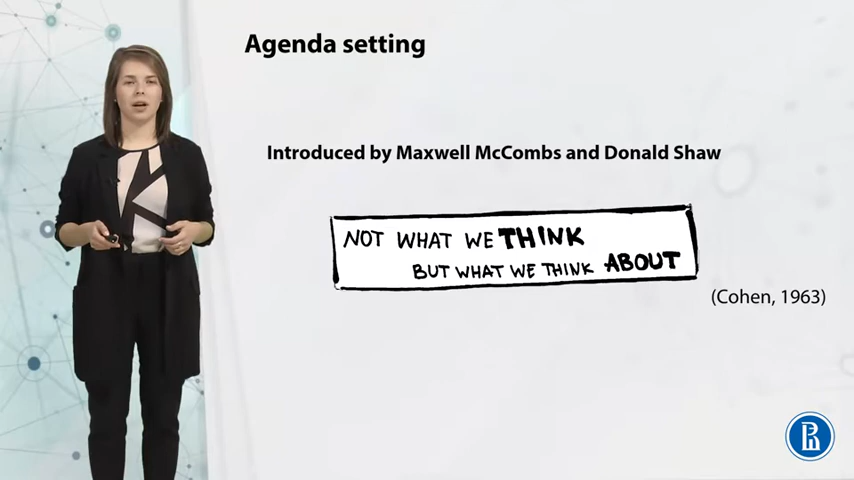 Agenda setting
Introduced by Maxwell McCombs and Donald Shaw
NOT WHAT WE THINK
BUT WHAT WE THINK ABOUT
(Cohen, 1963)